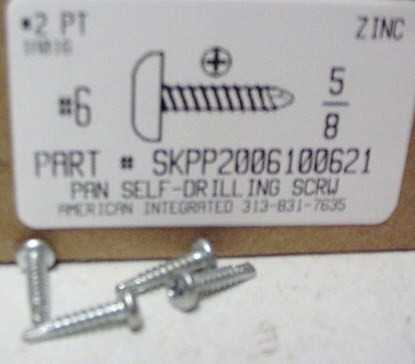 #2 PT
ZINC
#6
5
8
PART # SKPP2006100621
PAN SELF-DRILLING SCRW
AMERICAN INTEGRATED 313-831-7635